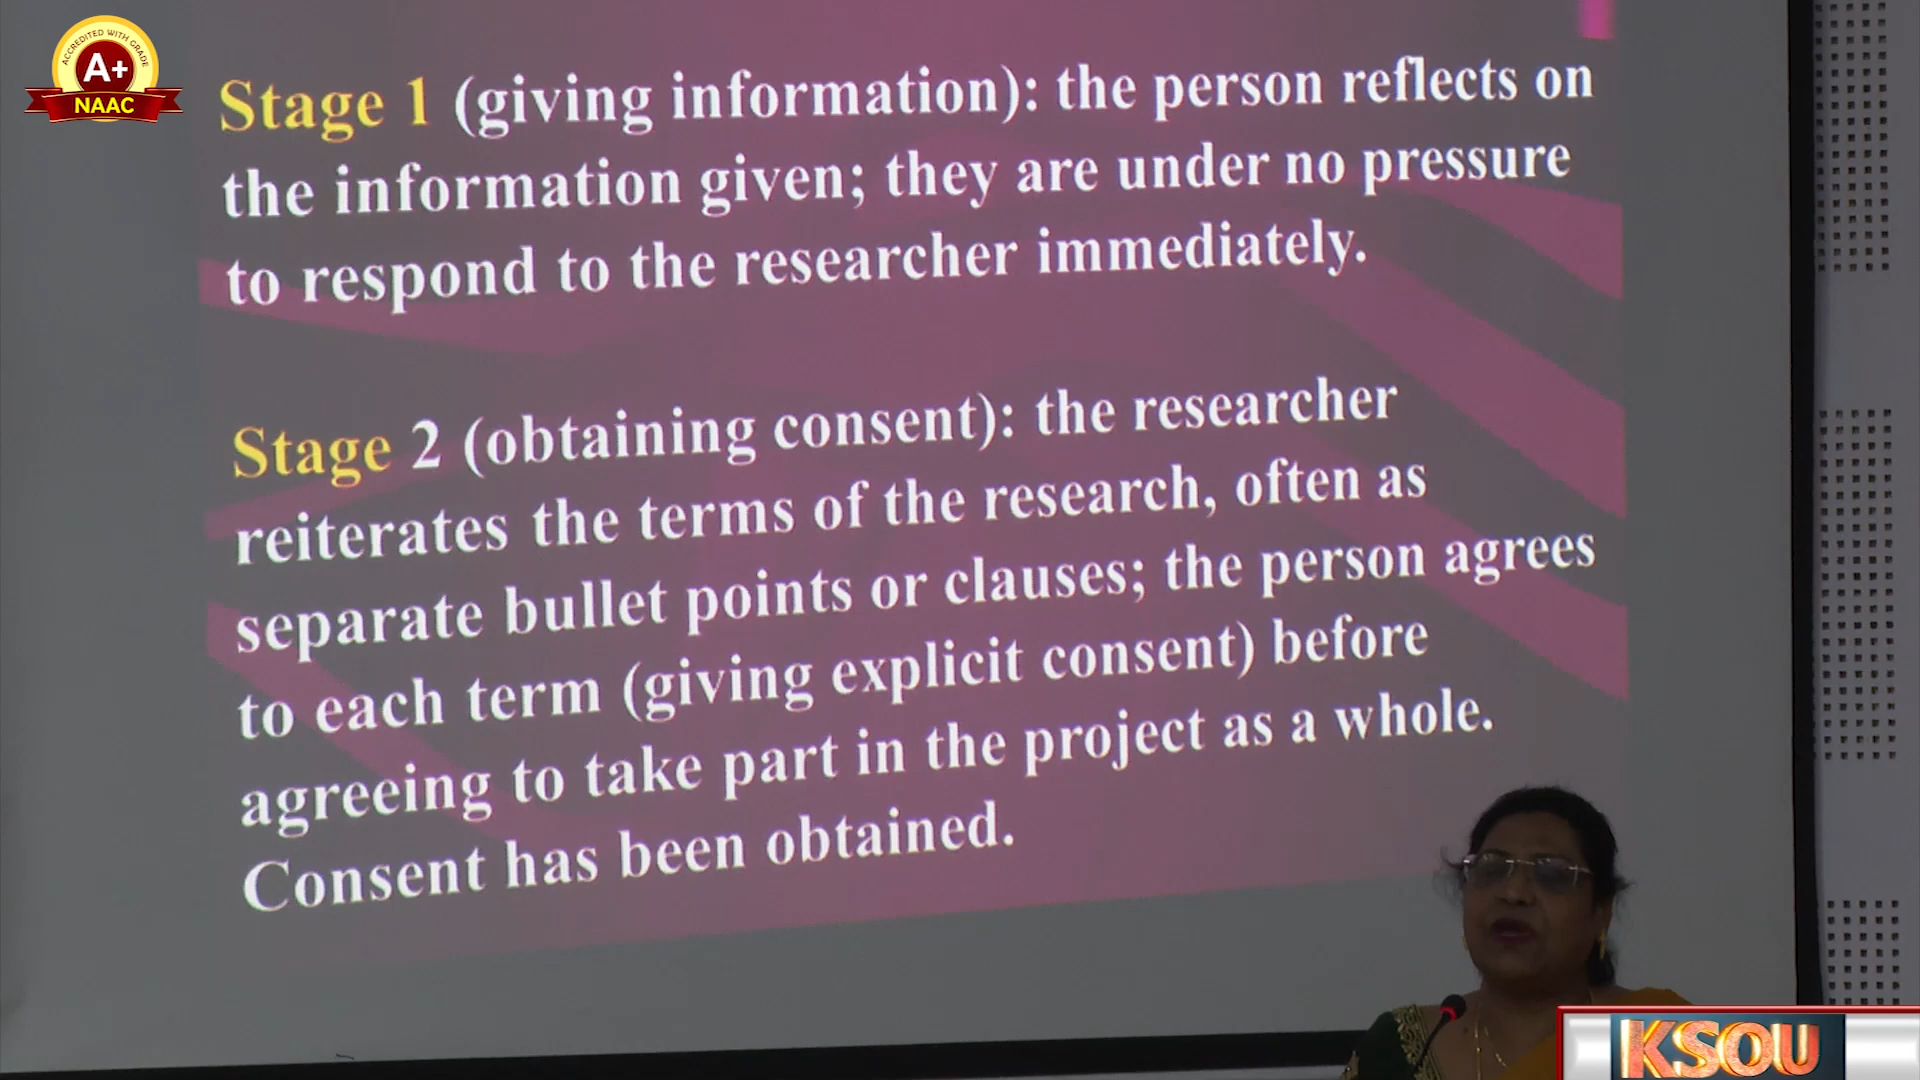 ACCREDITED WITH GRADE
A+
NAAC
Stage 1 (giving information): the person reflects on
the information given; they are under no pressure
to respond to the researcher immediately.
Stage 2 (obtaining consent): the researcher
reiterates the terms of the research, often as
separate bullet points or clauses; the person agrees
to each term (giving explicit consent) before
agreeing to take part in the project as a whole.
Consent has been obtained.
KSOU